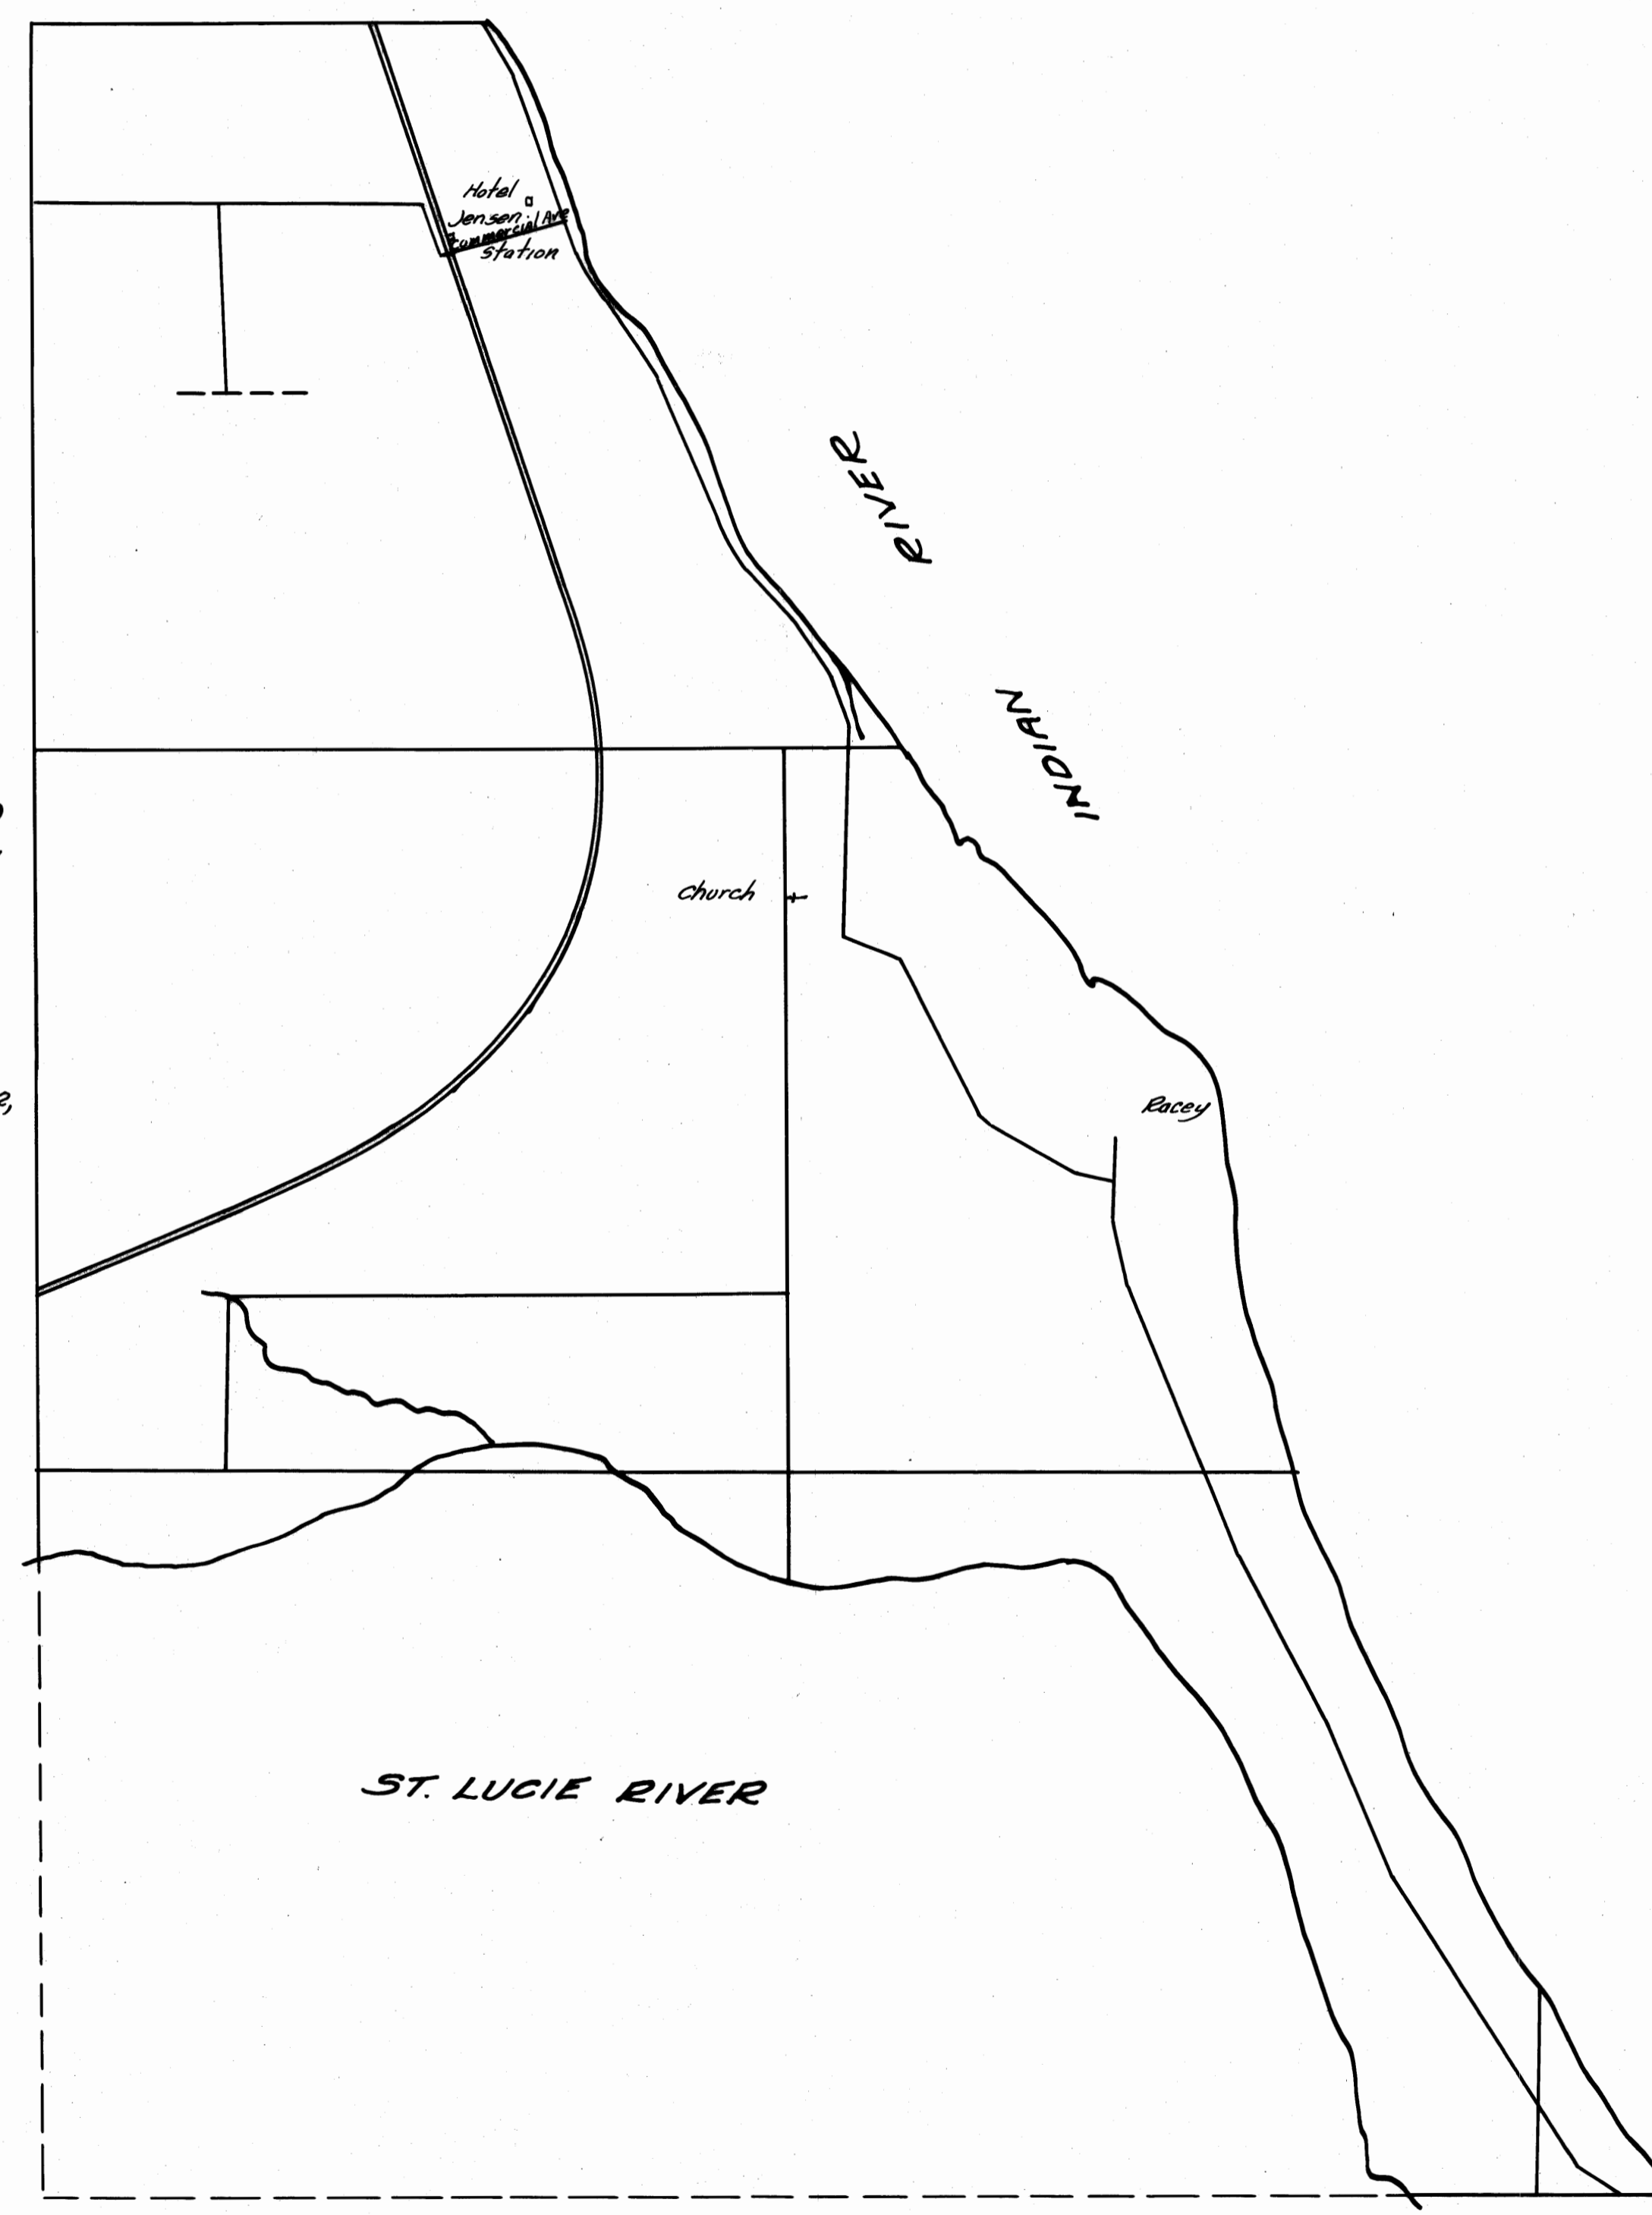 Hotel
Jensen
Commercial Ave
Station
RIVER
INDIAN
Church
Racey
ST. LUCIE RIVER